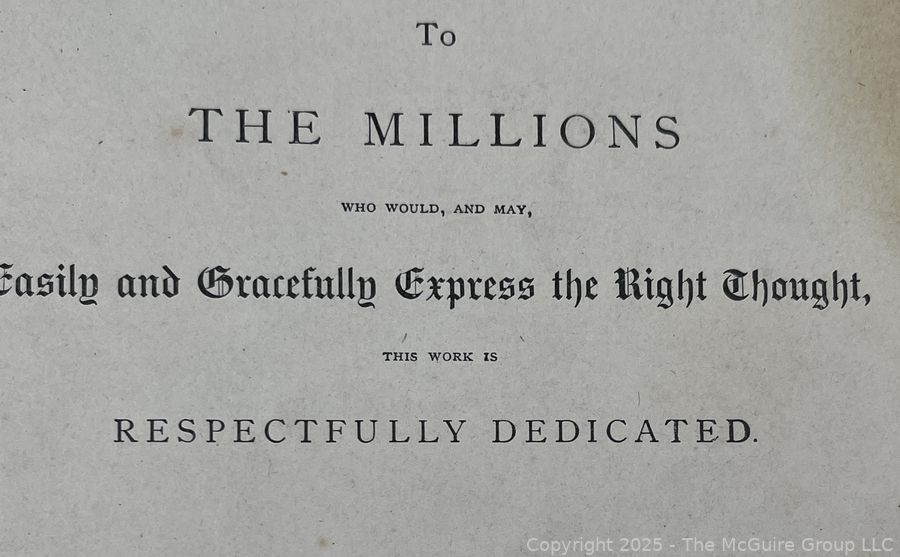 To
THE MILLIONS
WHO WOULD, AND MAY,
Easily and Gracefully Express the Right Thought,
THIS WORK IS
RESPECTFULLY DEDICATED.
Copyright 2025 - The McGuire Group LLC